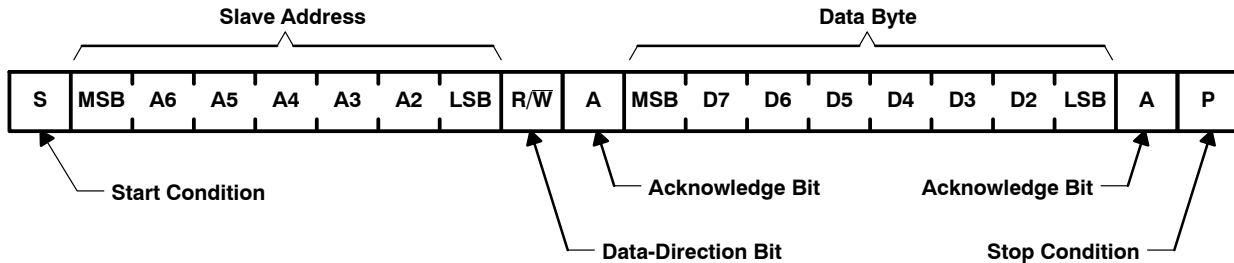 Slave Address Data Byte
S MSB A6 A5 A4 A3 A2 LSB R/W̅ A MSB D7 D6 D5 D4 D3 D2 LSB A P
Start Condition Acknowledge Bit Acknowledge Bit
Data-Direction Bit Stop Condition